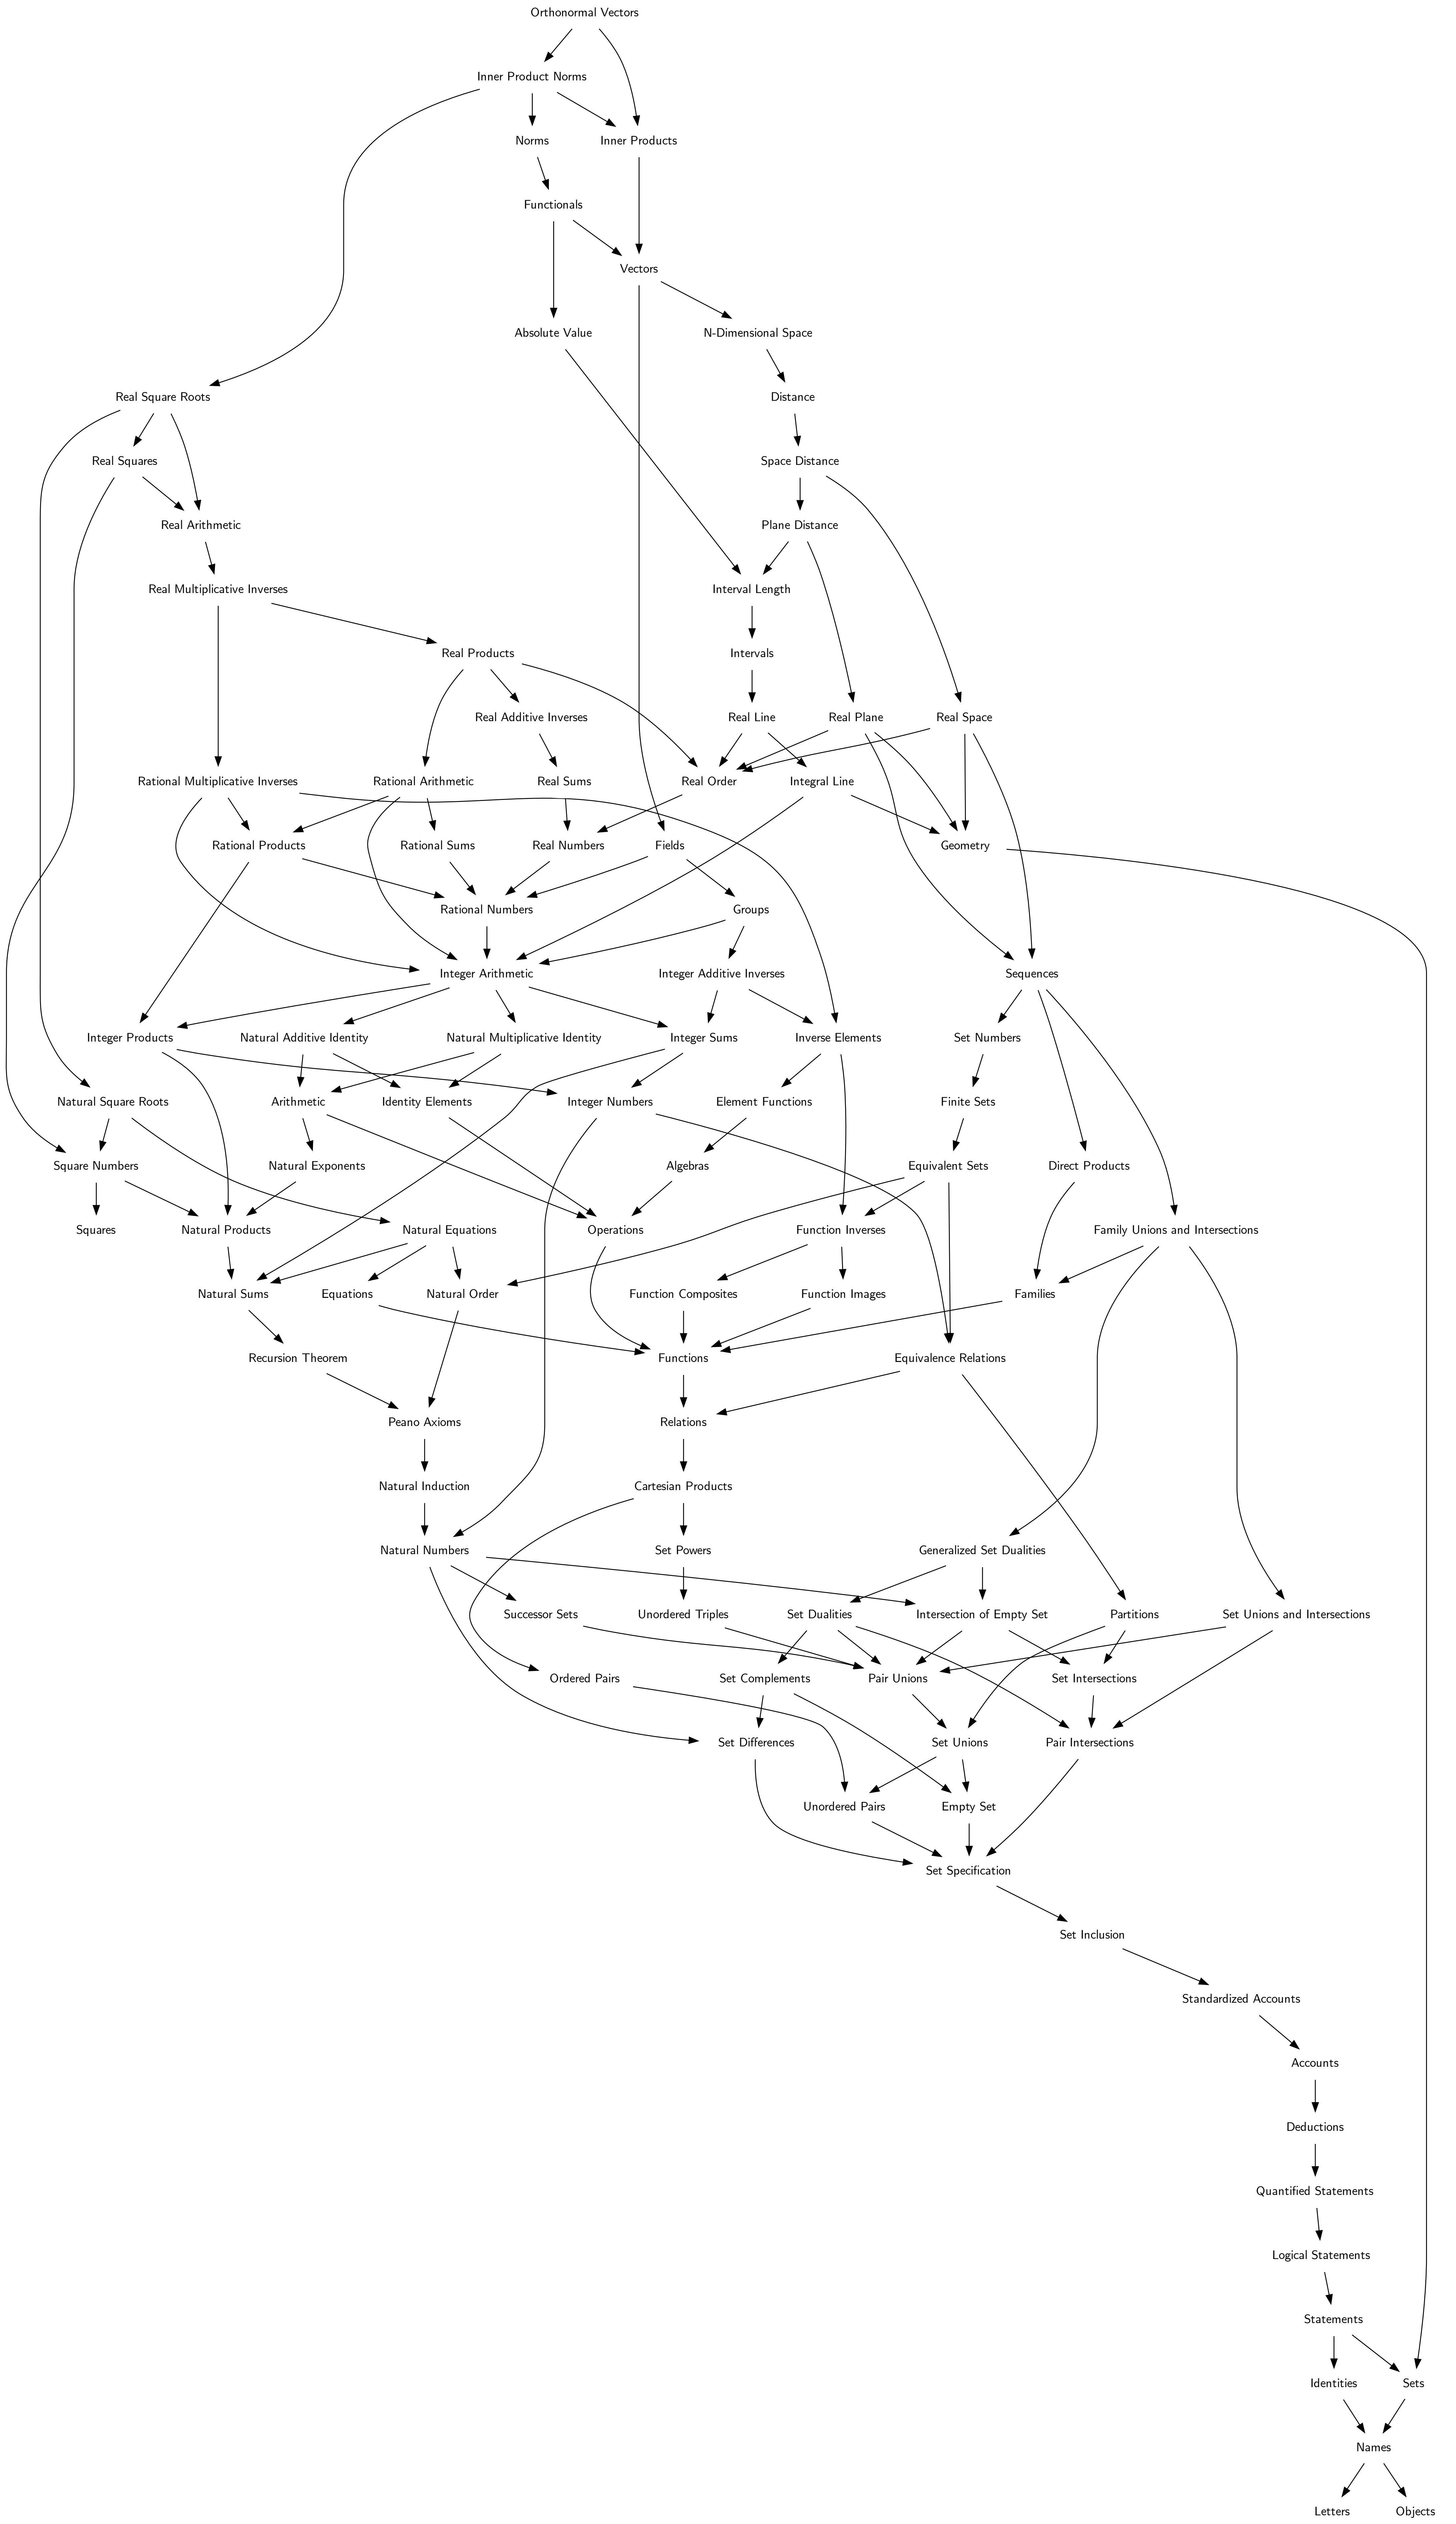 Orthonormal Vectors
Inner Product Norms
Norms
Inner Products
Functionals
Vectors
Absolute Value
N-Dimensional Space
Real Square Roots
Distance
Real Squares
Space Distance
Real Arithmetic
Plane Distance
Real Multiplicative Inverses
Interval Length
Real Products
Intervals
Real Additive Inverses
Real Line
Real Plane
Real Space
Rational Multiplicative Inverses
Rational Arithmetic
Real Sums
Real Order
Integral Line
Rational Products
Rational Sums
Real Numbers
Fields
Geometry
Rational Numbers
Groups
Integer Arithmetic
Integer Additive Inverses
Sequences
Integer Products
Natural Additive Identity
Natural Multiplicative Identity
Integer Sums
Inverse Elements
Set Numbers
Natural Square Roots
Arithmetic
Identity Elements
Integer Numbers
Element Functions
Finite Sets
Square Numbers
Natural Exponents
Algebras
Equivalent Sets
Direct Products
Squares
Natural Products
Natural Equations
Operations
Function Inverses
Family Unions and Intersections
Natural Sums
Equations
Natural Order
Function Composites
Function Images
Families
Recursion Theorem
Functions
Equivalence Relations
Peano Axioms
Relations
Natural Induction
Cartesian Products
Natural Numbers
Set Powers
Generalized Set Dualities
Successor Sets
Unordered Triples
Set Dualities
Intersection of Empty Set
Partitions
Set Unions and Intersections
Ordered Pairs
Set Complements
Pair Unions
Set Intersections
Set Differences
Set Unions
Pair Intersections
Unordered Pairs
Empty Set
Set Specification
Set Inclusion
Standardized Accounts
Accounts
Deductions
Quantified Statements
Logical Statements
Statements
Identities
Sets
Names
Letters
Objects